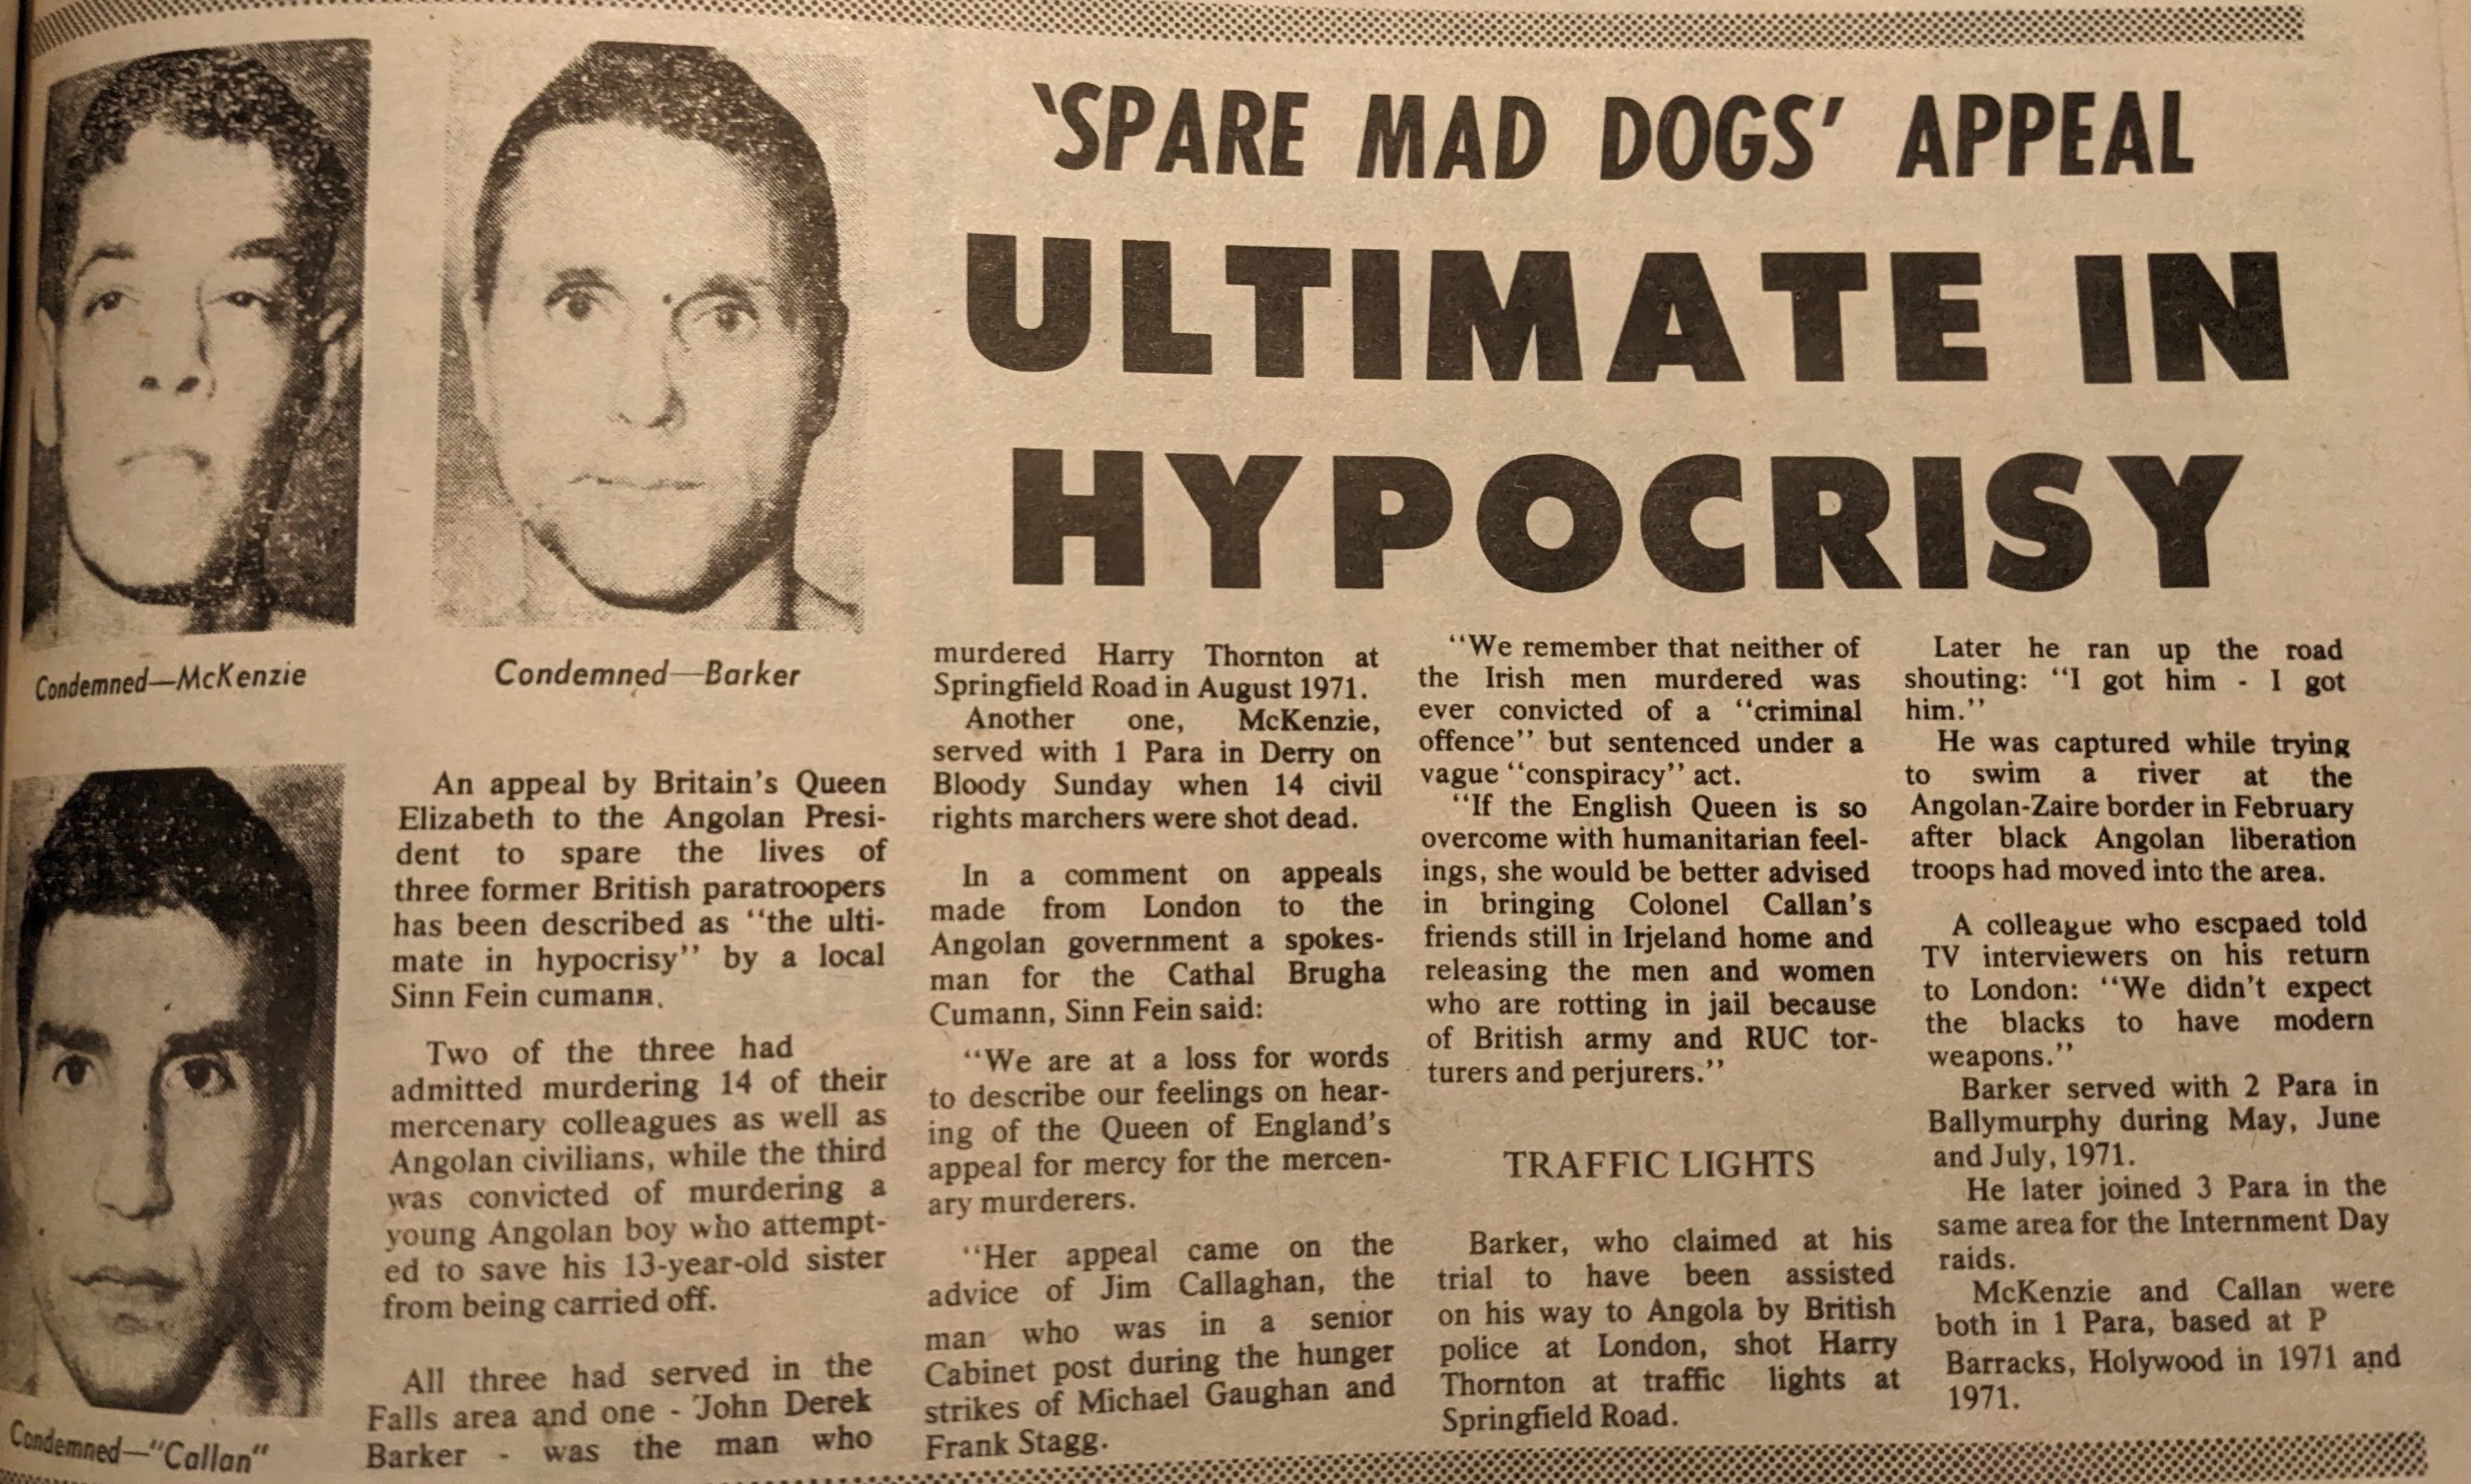 'SPARE MAD DOGS' APPEAL
ULTIMATE IN
HYPOCRISY
Condemned—McKenzie
Condemned—Barker
Condemned—"Callan"
An appeal by Britain's Queen
Elizabeth to the Angolan Presi-
dent to spare the lives of
three former British paratroopers
has been described as "the ulti-
mate in hypocrisy" by a local
Sinn Fein cumann.
Two of the three had
admitted murdering 14 of their
mercenary colleagues as well as
Angolan civilians, while the third
was convicted of murdering a
young Angolan boy who attempt-
ed to save his 13-year-old sister
from being carried off.
All three had served in the
Falls area and one - John Derek
Barker - was the man who
murdered Harry Thornton at
Springfield Road in August 1971.
Another one, McKenzie,
served with 1 Para in Derry on
Bloody Sunday when 14 civil
rights marchers were shot dead.
In a comment on appeals
made from London to the
Angolan government a spokes-
man for the Cathal Brugha
Cumann, Sinn Fein said:
"We are at a loss for words
to describe our feelings on hear-
ing of the Queen of England's
appeal for mercy for the mercen-
ary murderers.
"Her appeal came on the
advice of Jim Callaghan, the
man who was in a senior
Cabinet post during the hunger
strikes of Michael Gaughan and
Frank Stagg.
"We remember that neither of
the Irish men murdered was
ever convicted of a "criminal
offence" but sentenced under a
vague "conspiracy" act.
"If the English Queen is so
overcome with humanitarian feel-
ings, she would be better advised
in bringing Colonel Callan's
friends still in Irjeland home and
releasing the men and women
who are rotting in jail because
of British army and RUC tor-
turers and perjurers."
TRAFFIC LIGHTS
Barker, who claimed at his
trial to have been assisted
on his way to Angola by British
police at London, shot Harry
Thornton at traffic lights at
Springfield Road.
Later he ran up the road
shouting: "I got him - I got
him."
He was captured while trying
to swim a river at the
Angolan-Zaire border in February
after black Angolan liberation
troops had moved into the area.
A colleague who escpaed told
TV interviewers on his return
to London: "We didn't expect
the blacks to have modern
weapons."
Barker served with 2 Para in
Ballymurphy during May, June
and July, 1971.
He later joined 3 Para in the
same area for the Internment Day
raids.
McKenzie and Callan were
both in 1 Para, based at P
Barracks, Holywood in 1971 and
1971.